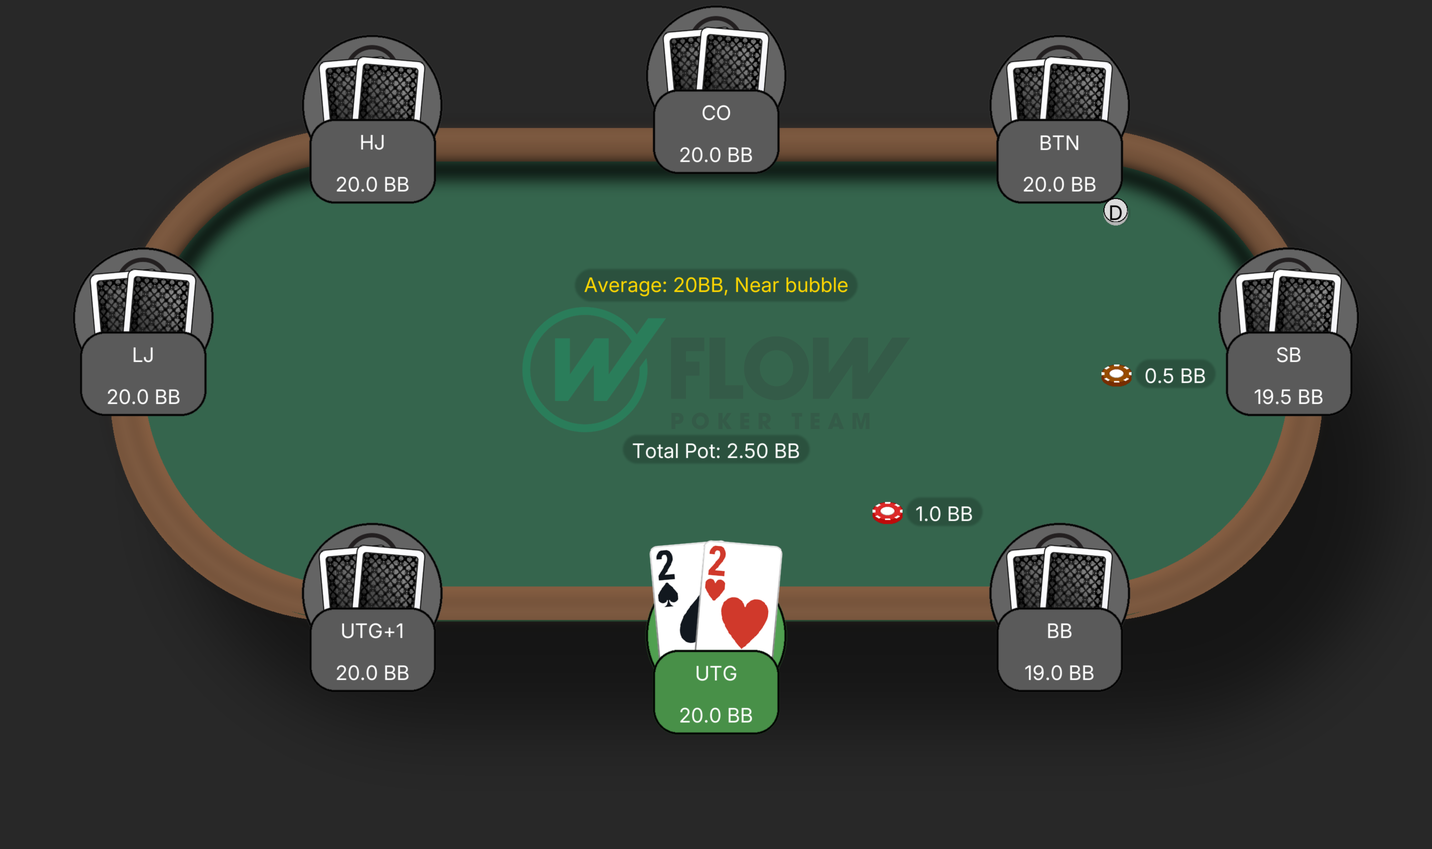 CO
20.0 BB
HJ
20.0 BB
BTN
20.0 BB
D
Average: 20BB, Near bubble
W FLOW
POKER TEAM
LJ
20.0 BB
0.5 BB
SB
19.5 BB
Total Pot: 2.50 BB
1.0 BB
2 2
UTG+1
20.0 BB
UTG
20.0 BB
BB
19.0 BB